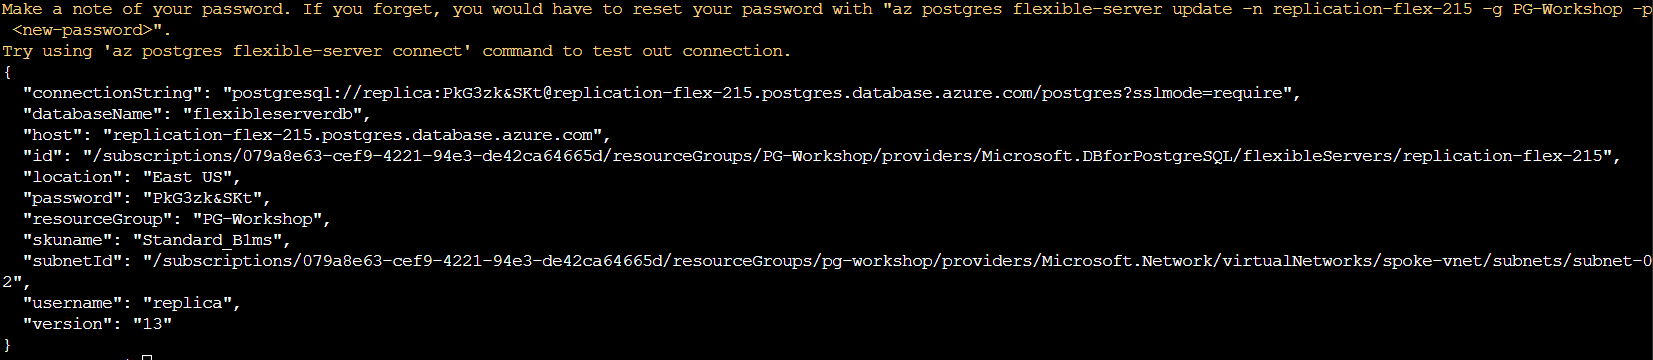 Make a note of your password. If you forget, you would have to reset your password with "az postgres flexible-server update -n replication-flex-215 -g PG-Workshop -p
 <new-password>".
Try using 'az postgres flexible-server connect' command to test out connection.
{
  "connectionString": "postgresql://replica:PkG3zk&SKt@replication-flex-215.postgres.database.azure.com/postgres?sslmode=require",
  "databaseName": "flexibleserverdb",
  "host": "replication-flex-215.postgres.database.azure.com",
  "id": "/subscriptions/079a8e63-cef9-4221-94e3-de42ca64665d/resourceGroups/PG-Workshop/providers/Microsoft.DBforPostgreSQL/flexibleServers/replication-flex-215",
  "location": "East US",
  "password": "PkG3zk&SKt",
  "resourceGroup": "PG-Workshop",
  "skuname": "Standard_B1ms",
  "subnetId": "/subscriptions/079a8e63-cef9-4221-94e3-de42ca64665d/resourceGroups/pg-workshop/providers/Microsoft.Network/virtualNetworks/spoke-vnet/subnets/subnet-0
2",
  "username": "replica",
  "version": "13"
}